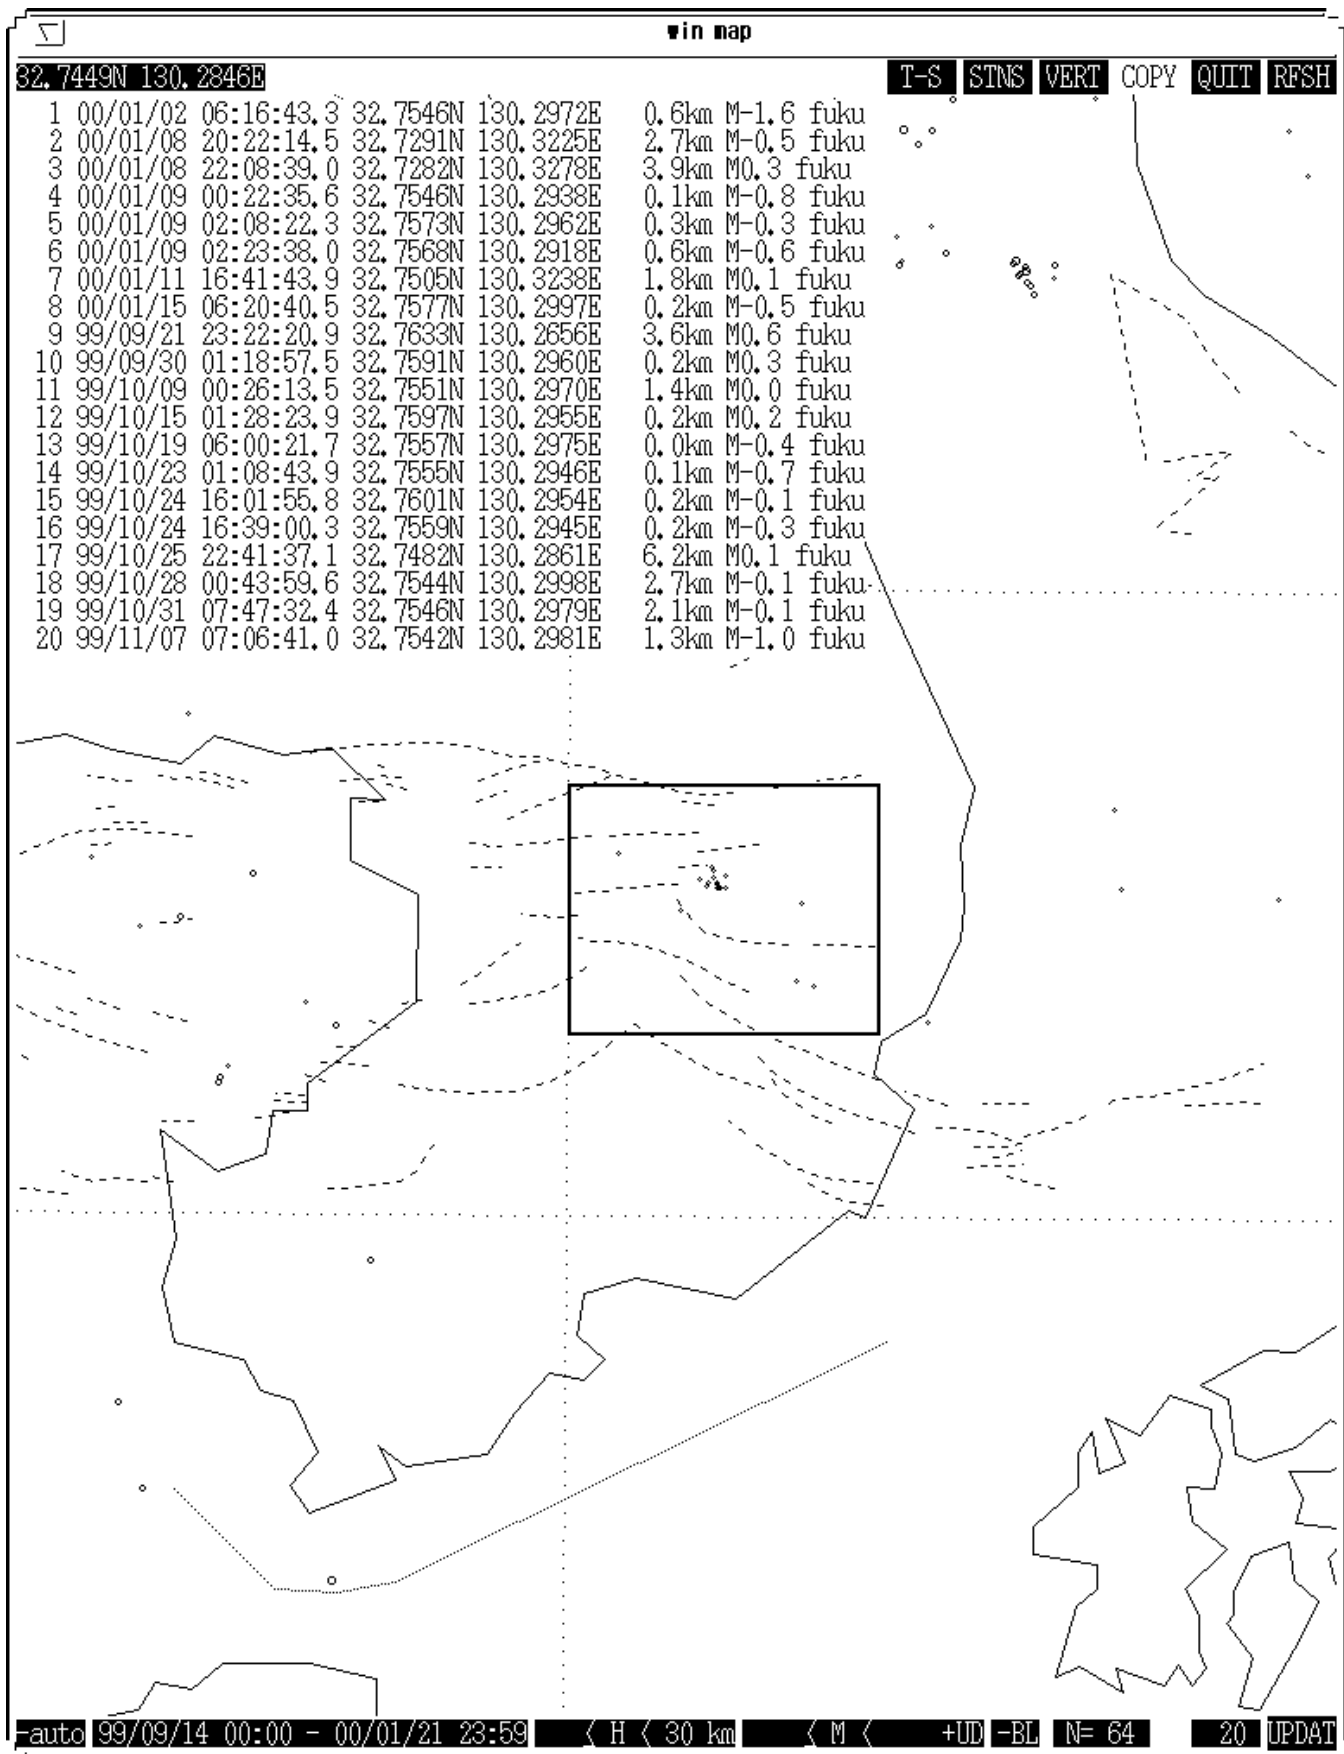 win map
32.7449N 130.2846E T-S STNS VERT COPY QUIT RFSH
1 00/01/02 06:16:43.3 32.7546N 130.2972E 0.6km M-1.6 fuku
2 00/01/08 20:22:14.5 32.7291N 130.3225E 2.7km M-0.5 fuku
3 00/01/08 22:08:39.0 32.7282N 130.3278E 3.9km M0.3 fuku
4 00/01/09 00:22:35.6 32.7546N 130.2938E 0.1km M-0.8 fuku
5 00/01/09 02:08:22.3 32.7573N 130.2962E 0.3km M-0.3 fuku
6 00/01/09 02:23:38.0 32.7568N 130.2918E 0.6km M-0.6 fuku
7 00/01/11 16:41:43.9 32.7505N 130.3238E 1.8km M0.1 fuku
8 00/01/15 06:20:40.5 32.7577N 130.2997E 0.2km M-0.5 fuku
9 99/09/21 23:22:20.9 32.7633N 130.2656E 3.6km M0.6 fuku
10 99/09/30 01:18:57.5 32.7591N 130.2960E 0.2km M0.3 fuku
11 99/10/09 00:26:13.5 32.7551N 130.2970E 1.4km M0.0 fuku
12 99/10/15 01:28:23.9 32.7597N 130.2955E 0.2km M0.2 fuku
13 99/10/19 06:00:21.7 32.7557N 130.2975E 0.0km M-0.4 fuku
14 99/10/23 01:08:43.9 32.7555N 130.2946E 0.1km M-0.7 fuku
15 99/10/24 16:01:55.8 32.7601N 130.2954E 0.2km M-0.1 fuku
16 99/10/24 16:39:00.3 32.7559N 130.2945E 0.2km M-0.3 fuku
17 99/10/25 22:41:37.1 32.7482N 130.2861E 6.2km M0.1 fuku
18 99/10/28 00:43:59.6 32.7544N 130.2998E 2.7km M-0.1 fuku
19 99/10/31 07:47:32.4 32.7546N 130.2979E 2.1km M-0.1 fuku
20 99/11/07 07:06:41.0 32.7542N 130.2981E 1.3km M-1.0 fuku
-auto 99/09/14 00:00 - 00/01/21 23:59 < H < 30 km < M < +UD -BL N= 64 20 UPDAT